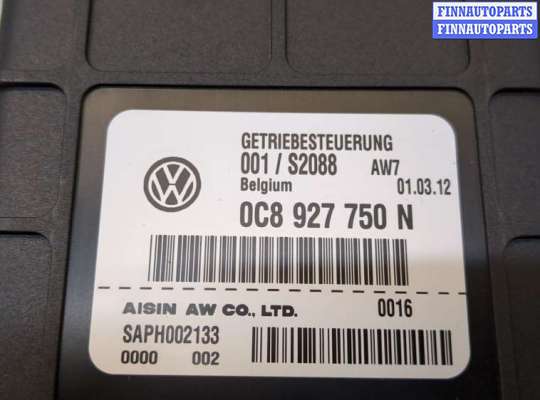 FINNAUTOPARTS
FINNAUTOPARTS
GETRIEBESTEUERUNG
001 / S2088 AW7
Belgium 01.03.12
0C8 927 750 N
AISIN AW CO., LTD. 0016
SAPH002133
0000 002